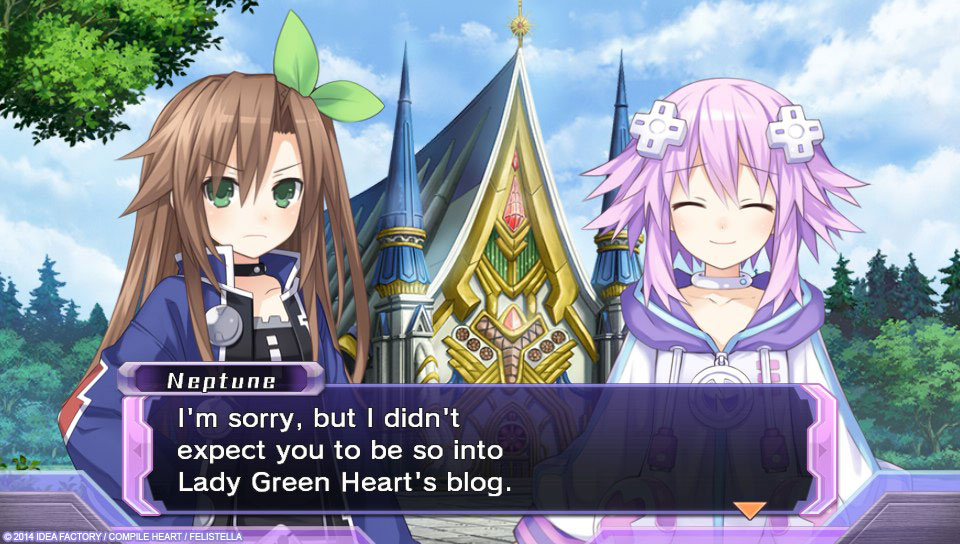 Neptune
I'm sorry, but I didn't
expect you to be so into
Lady Green Heart's blog.
© 2014 IDEA FACTORY / COMPILE HEART / FELISTELLA